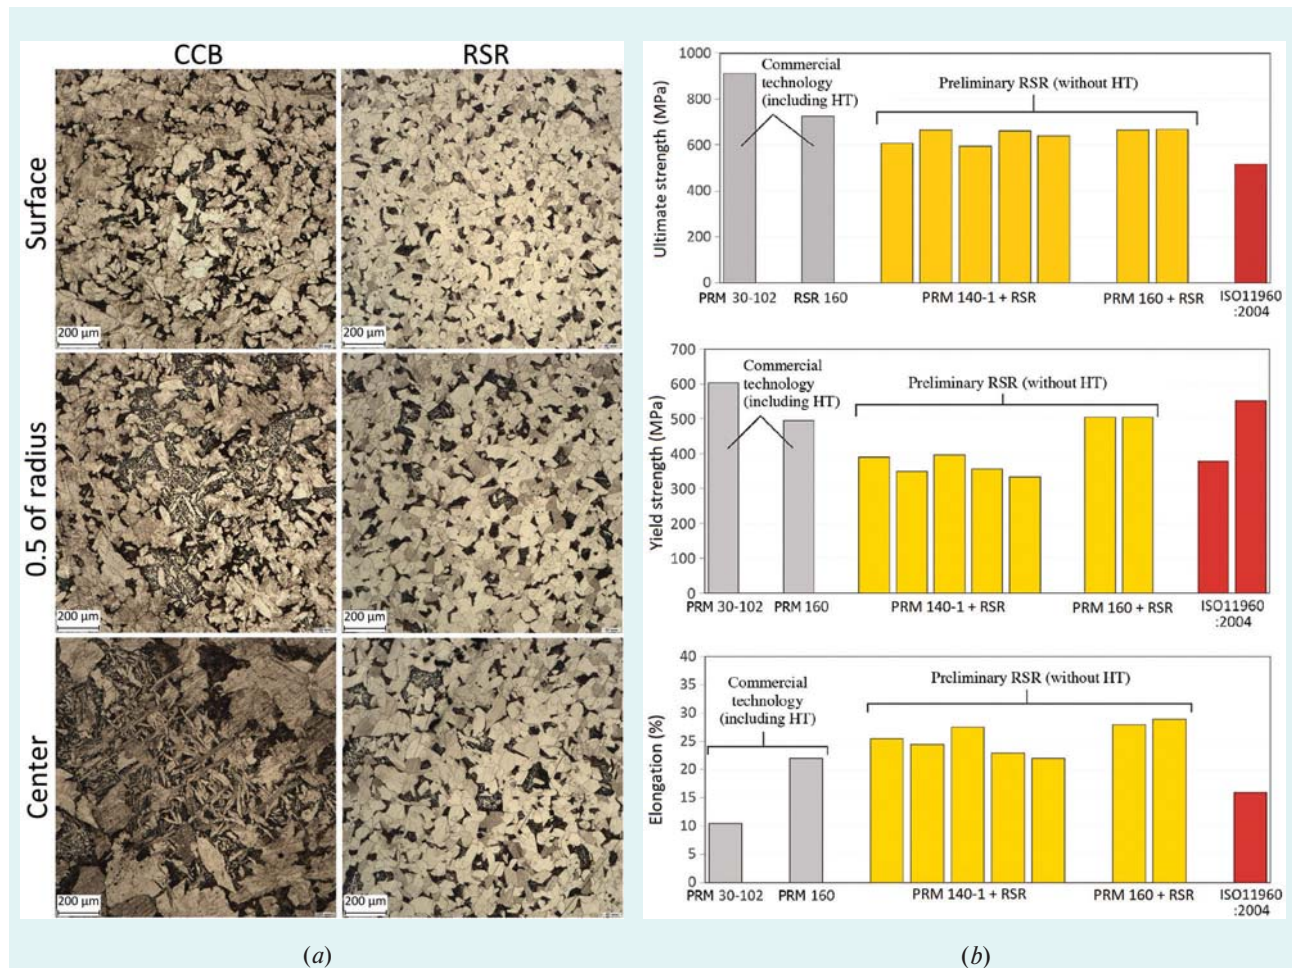 CCB
RSR
Surface
200 µm
200 µm
0.5 of radius
200 µm
200 µm
Center
200 µm
200 µm
(a)
Ultimate strength (MPa)
1000
800
600
400
200
0
Commercial
technology
(including HT)
Preliminary RSR (without HT)
PRM 30-102
RSR 160
PRM 140-1 + RSR
PRM 160 + RSR
ISO11960
:2004
Yield strength (MPa)
700
600
500
400
300
200
100
0
Commercial
technology
(including HT)
Preliminary RSR (without HT)
PRM 30-102
PRM 160
PRM 140-1 + RSR
PRM 160 + RSR
ISO11960
:2004
Elongation (%)
40
35
30
25
20
15
10
5
0
Commercial
technology
(including HT)
Preliminary RSR (without HT)
PRM 30-102
PRM 160
PRM 140-1 + RSR
PRM 160 + RSR
ISO11960
:2004
(b)